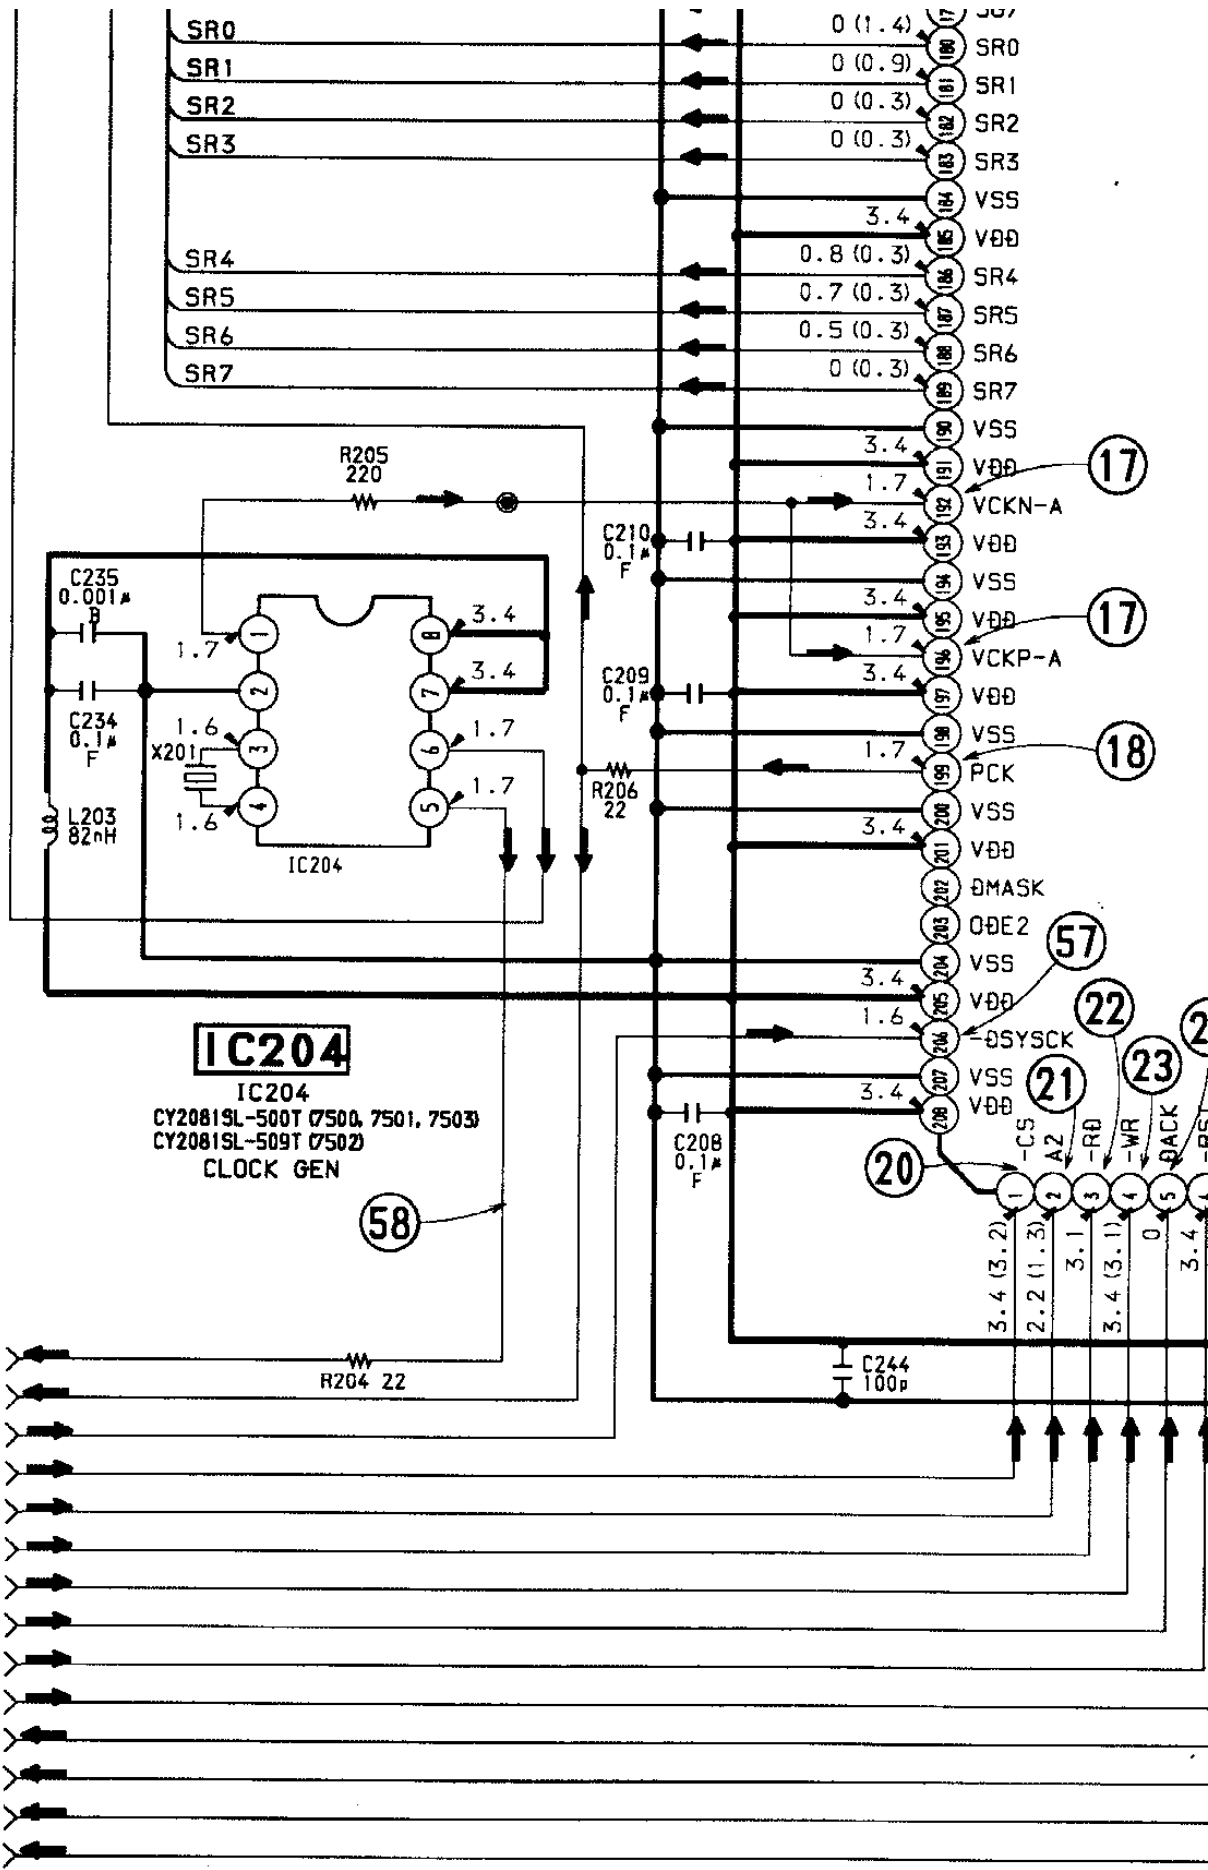 SG7
SR0
0 (1.4)
180
SR0
SR1
0 (0.9)
181
SR1
SR2
0 (0.3)
182
SR2
SR3
0 (0.3)
183
SR3
184
VSS
3.4
185
VDD
SR4
0.8 (0.3)
186
SR4
SR5
0.7 (0.3)
187
SR5
SR6
0.5 (0.3)
188
SR6
SR7
0 (0.3)
189
SR7
190
VSS
3.4
191
VDD
17
R205
220
1.7
192
VCKN-A
C210
0.1μ
F
3.4
193
VDD
194
VSS
3.4
195
VDD
17
C235
0.001μ
B
1.7
1
8
3.4
1.7
196
VCKP-A
C209
0.1μ
F
3.4
197
VDD
2
7
3.4
C234
0.1μ
F
198
VSS
18
1.6
X201
3
6
1.7
1.7
199
PCK
R206
22
1.6
4
5
1.7
200
VSS
L203
82nH
IC204
3.4
201
VDD
202
DMASK
203
ODE2
57
204
VSS
3.4
205
VDD
1.6
206
-DSYSCK
22
IC204
IC204
CY2081SL-500T (7500, 7501, 7503)
CY2081SL-509T (7502)
CLOCK GEN
207
VSS
21
23
2
3.4
208
VDD
C208
0.1μ
F
20
-CS
A2
-RD
-WR
DACK
-RST
1
2
3
4
5
6
3.4 (3.2)
2.2 (1.3)
3.1
3.4 (3.1)
0
3.4
58
R204 22
C244
100p